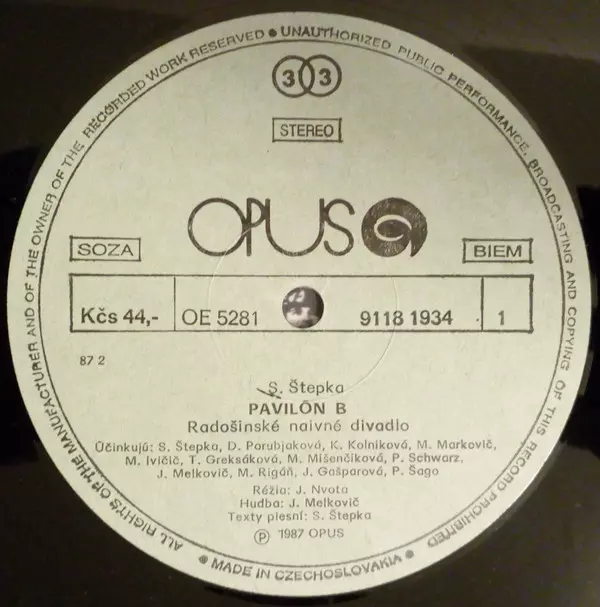 ALL RIGHTS OF THE MANUFACTURER AND OF THE OWNER OF THE RECORDED WORK RESERVED ● UNAUTHORIZED PUBLIC PERFORMANCE, BROADCASTING AND COPYING OF THIS RECORD PROHIBITED
● MADE IN CZECHOSLOVAKIA ●
33
STEREO
OPUS
SOZA
BIEM
Kčs 44,- OE 5281 9118 1934 1
87 2
S. Štepka
PAVILÓN B
Radošinské naivné divadlo
Účinkujú: S. Štepka, D. Porubjaková, K. Kolníková, M. Markovič,
M. Ivičič, T. Greksáková, M. Mišenčíková, P. Schwarz,
J. Melkovič, M. Rigáň, J. Gašparová, P. Šago
Réžia: J. Nvota
Hudba: J. Melkovič
Texty piesní: S. Štepka
Ⓟ 1987 OPUS